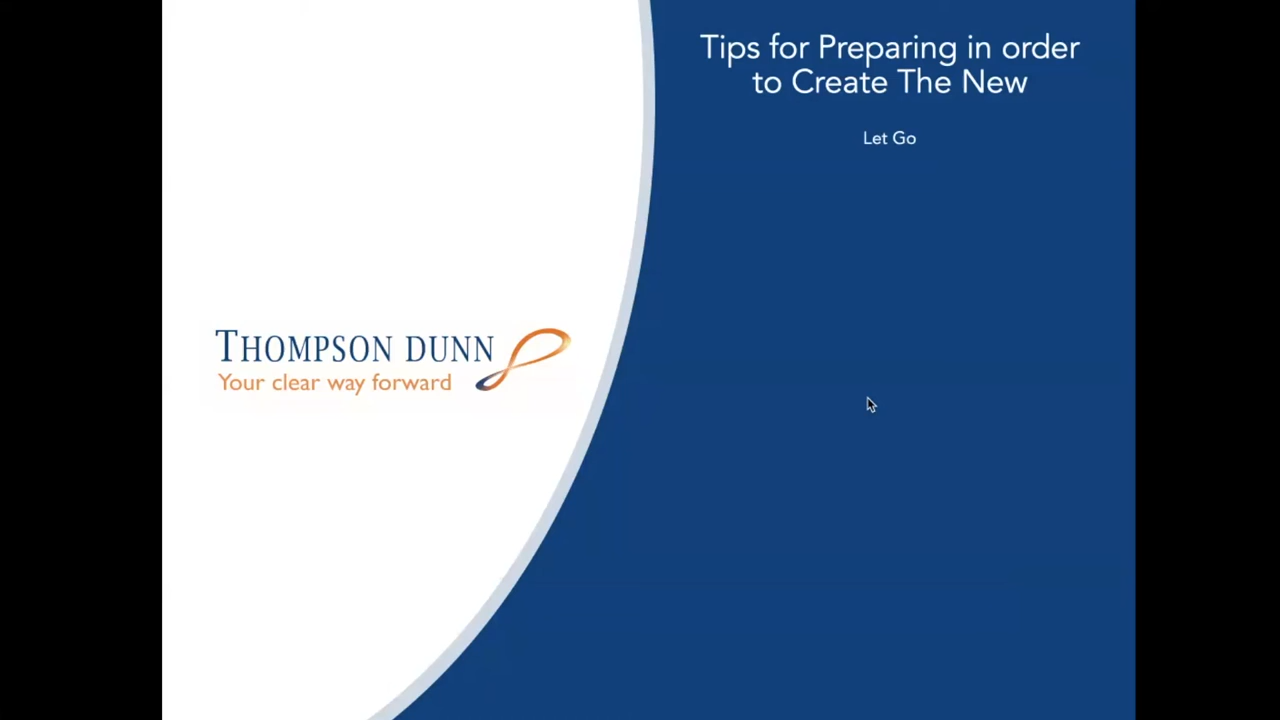 Tips for Preparing in order
to Create The New
Let Go
THOMPSON DUNN
Your clear way forward